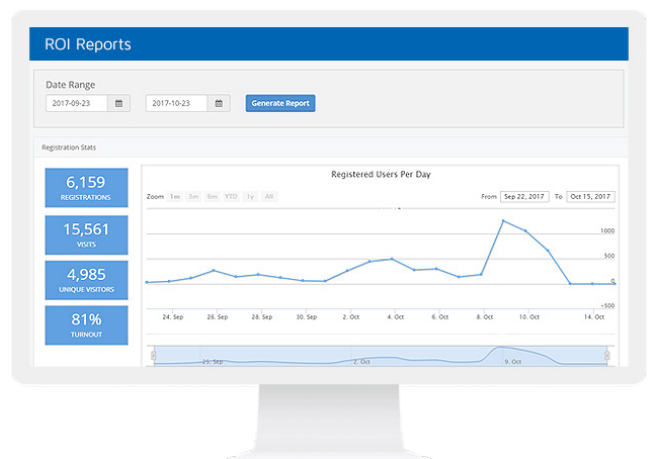 ROI Reports
Date Range
2017-09-23
2017-10-23
Generate Report
Registration Stats
6,159
REGISTRATIONS
15,561
VISITS
4,985
UNIQUE VISITORS
81%
TURNOUT
Registered Users Per Day
Zoom 1m 3m 6m YTD 1y All
From Sep 22, 2017 To Oct 15, 2017
1000
500
0
-500
24. Sep 26. Sep 28. Sep 30. Sep 2. Oct 4. Oct 6. Oct 8. Oct 10. Oct 14. Oct
25. Sep 2. Oct 9. Oct